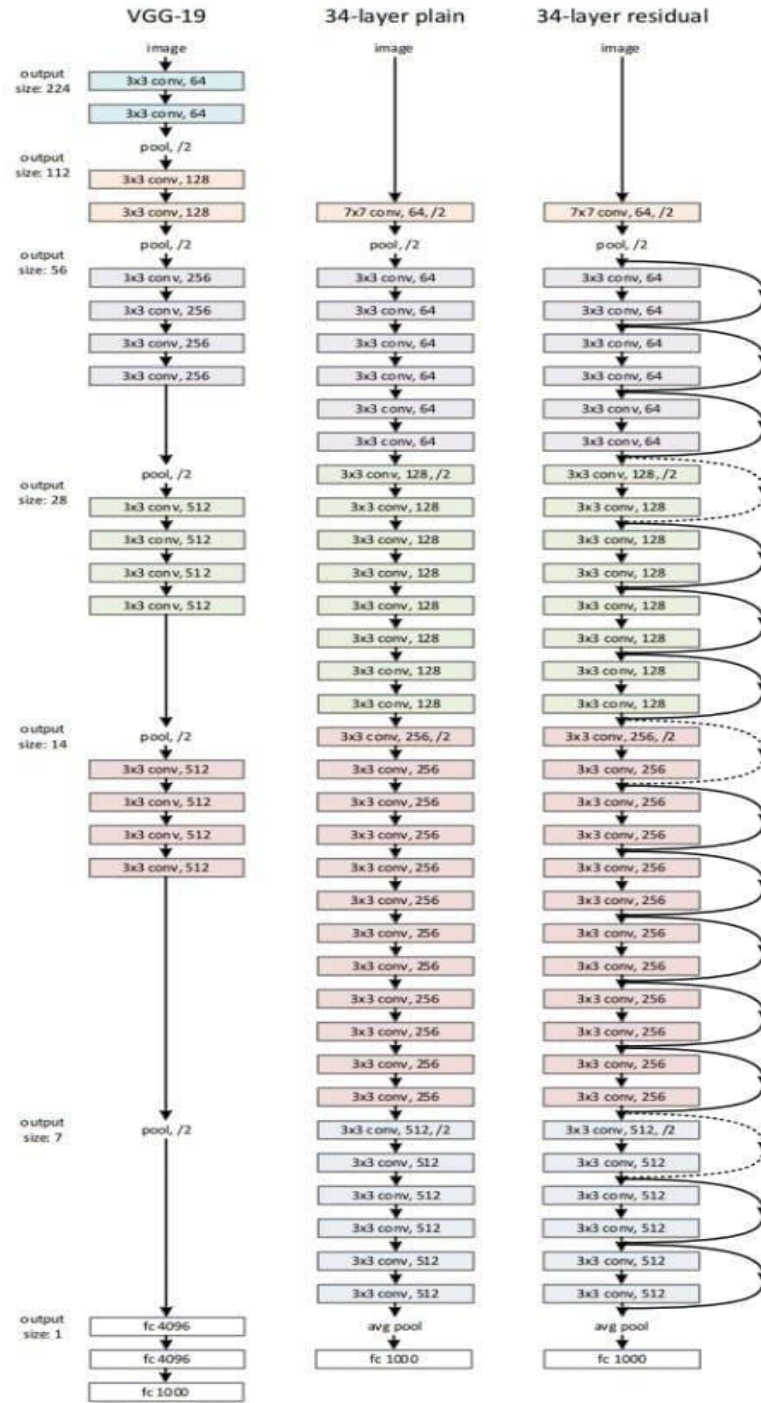 VGG-19
image
output
size: 224
3x3 conv, 64
3x3 conv, 64
pool, /2
output
size: 112
3x3 conv, 128
3x3 conv, 128
pool, /2
output
size: 56
3x3 conv, 256
3x3 conv, 256
3x3 conv, 256
3x3 conv, 256
pool, /2
output
size: 28
3x3 conv, 512
3x3 conv, 512
3x3 conv, 512
3x3 conv, 512
pool, /2
output
size: 14
3x3 conv, 512
3x3 conv, 512
3x3 conv, 512
3x3 conv, 512
output
size: 7
pool, /2
output
size: 1
fc 4096
fc 4096
fc 1000
34-layer plain
image
7x7 conv, 64, /2
pool, /2
3x3 conv, 64
3x3 conv, 64
3x3 conv, 64
3x3 conv, 64
3x3 conv, 64
3x3 conv, 64
3x3 conv, 128, /2
3x3 conv, 128
3x3 conv, 128
3x3 conv, 128
3x3 conv, 128
3x3 conv, 128
3x3 conv, 128
3x3 conv, 128
3x3 conv, 256, /2
3x3 conv, 256
3x3 conv, 256
3x3 conv, 256
3x3 conv, 256
3x3 conv, 256
3x3 conv, 256
3x3 conv, 256
3x3 conv, 256
3x3 conv, 256
3x3 conv, 256
3x3 conv, 256
3x3 conv, 512, /2
3x3 conv, 512
3x3 conv, 512
3x3 conv, 512
3x3 conv, 512
3x3 conv, 512
avg pool
fc 1000
34-layer residual
image
7x7 conv, 64, /2
pool, /2
3x3 conv, 64
3x3 conv, 64
3x3 conv, 64
3x3 conv, 64
3x3 conv, 64
3x3 conv, 64
3x3 conv, 128, /2
3x3 conv, 128
3x3 conv, 128
3x3 conv, 128
3x3 conv, 128
3x3 conv, 128
3x3 conv, 128
3x3 conv, 128
3x3 conv, 256, /2
3x3 conv, 256
3x3 conv, 256
3x3 conv, 256
3x3 conv, 256
3x3 conv, 256
3x3 conv, 256
3x3 conv, 256
3x3 conv, 256
3x3 conv, 256
3x3 conv, 256
3x3 conv, 256
3x3 conv, 512, /2
3x3 conv, 512
3x3 conv, 512
3x3 conv, 512
3x3 conv, 512
3x3 conv, 512
avg pool
fc 1000